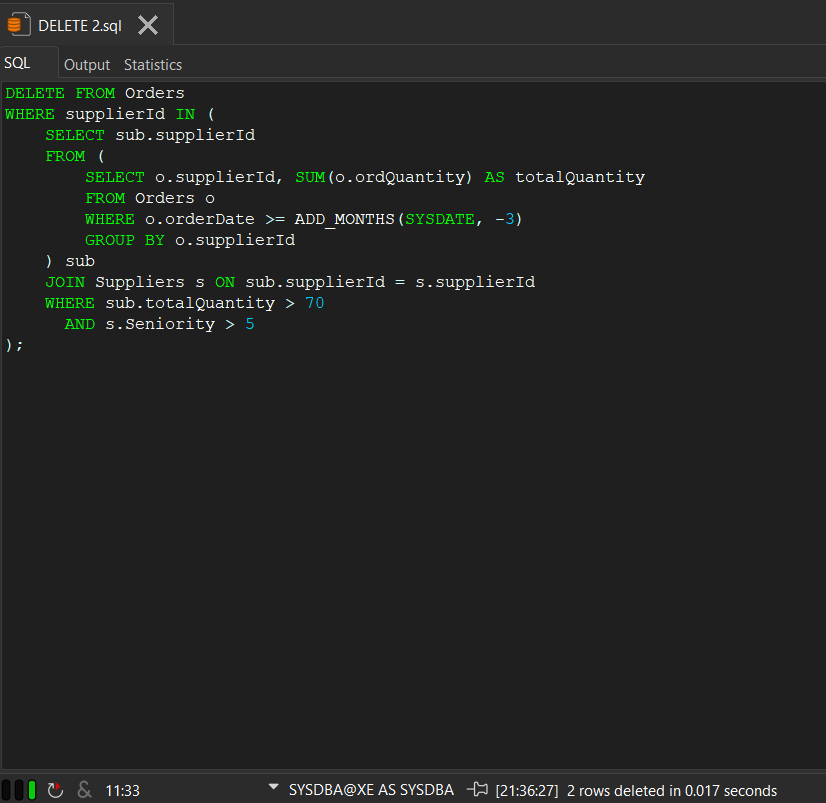 DELETE 2.sql
SQL Output Statistics
DELETE FROM Orders
WHERE supplierId IN (
    SELECT sub.supplierId
    FROM (
        SELECT o.supplierId, SUM(o.ordQuantity) AS totalQuantity
        FROM Orders o
        WHERE o.orderDate >= ADD_MONTHS(SYSDATE, -3)
        GROUP BY o.supplierId
    ) sub
    JOIN Suppliers s ON sub.supplierId = s.supplierId
    WHERE sub.totalQuantity > 70
      AND s.Seniority > 5
);
& 11:33 SYSDBA@XE AS SYSDBA [21:36:27] 2 rows deleted in 0.017 seconds